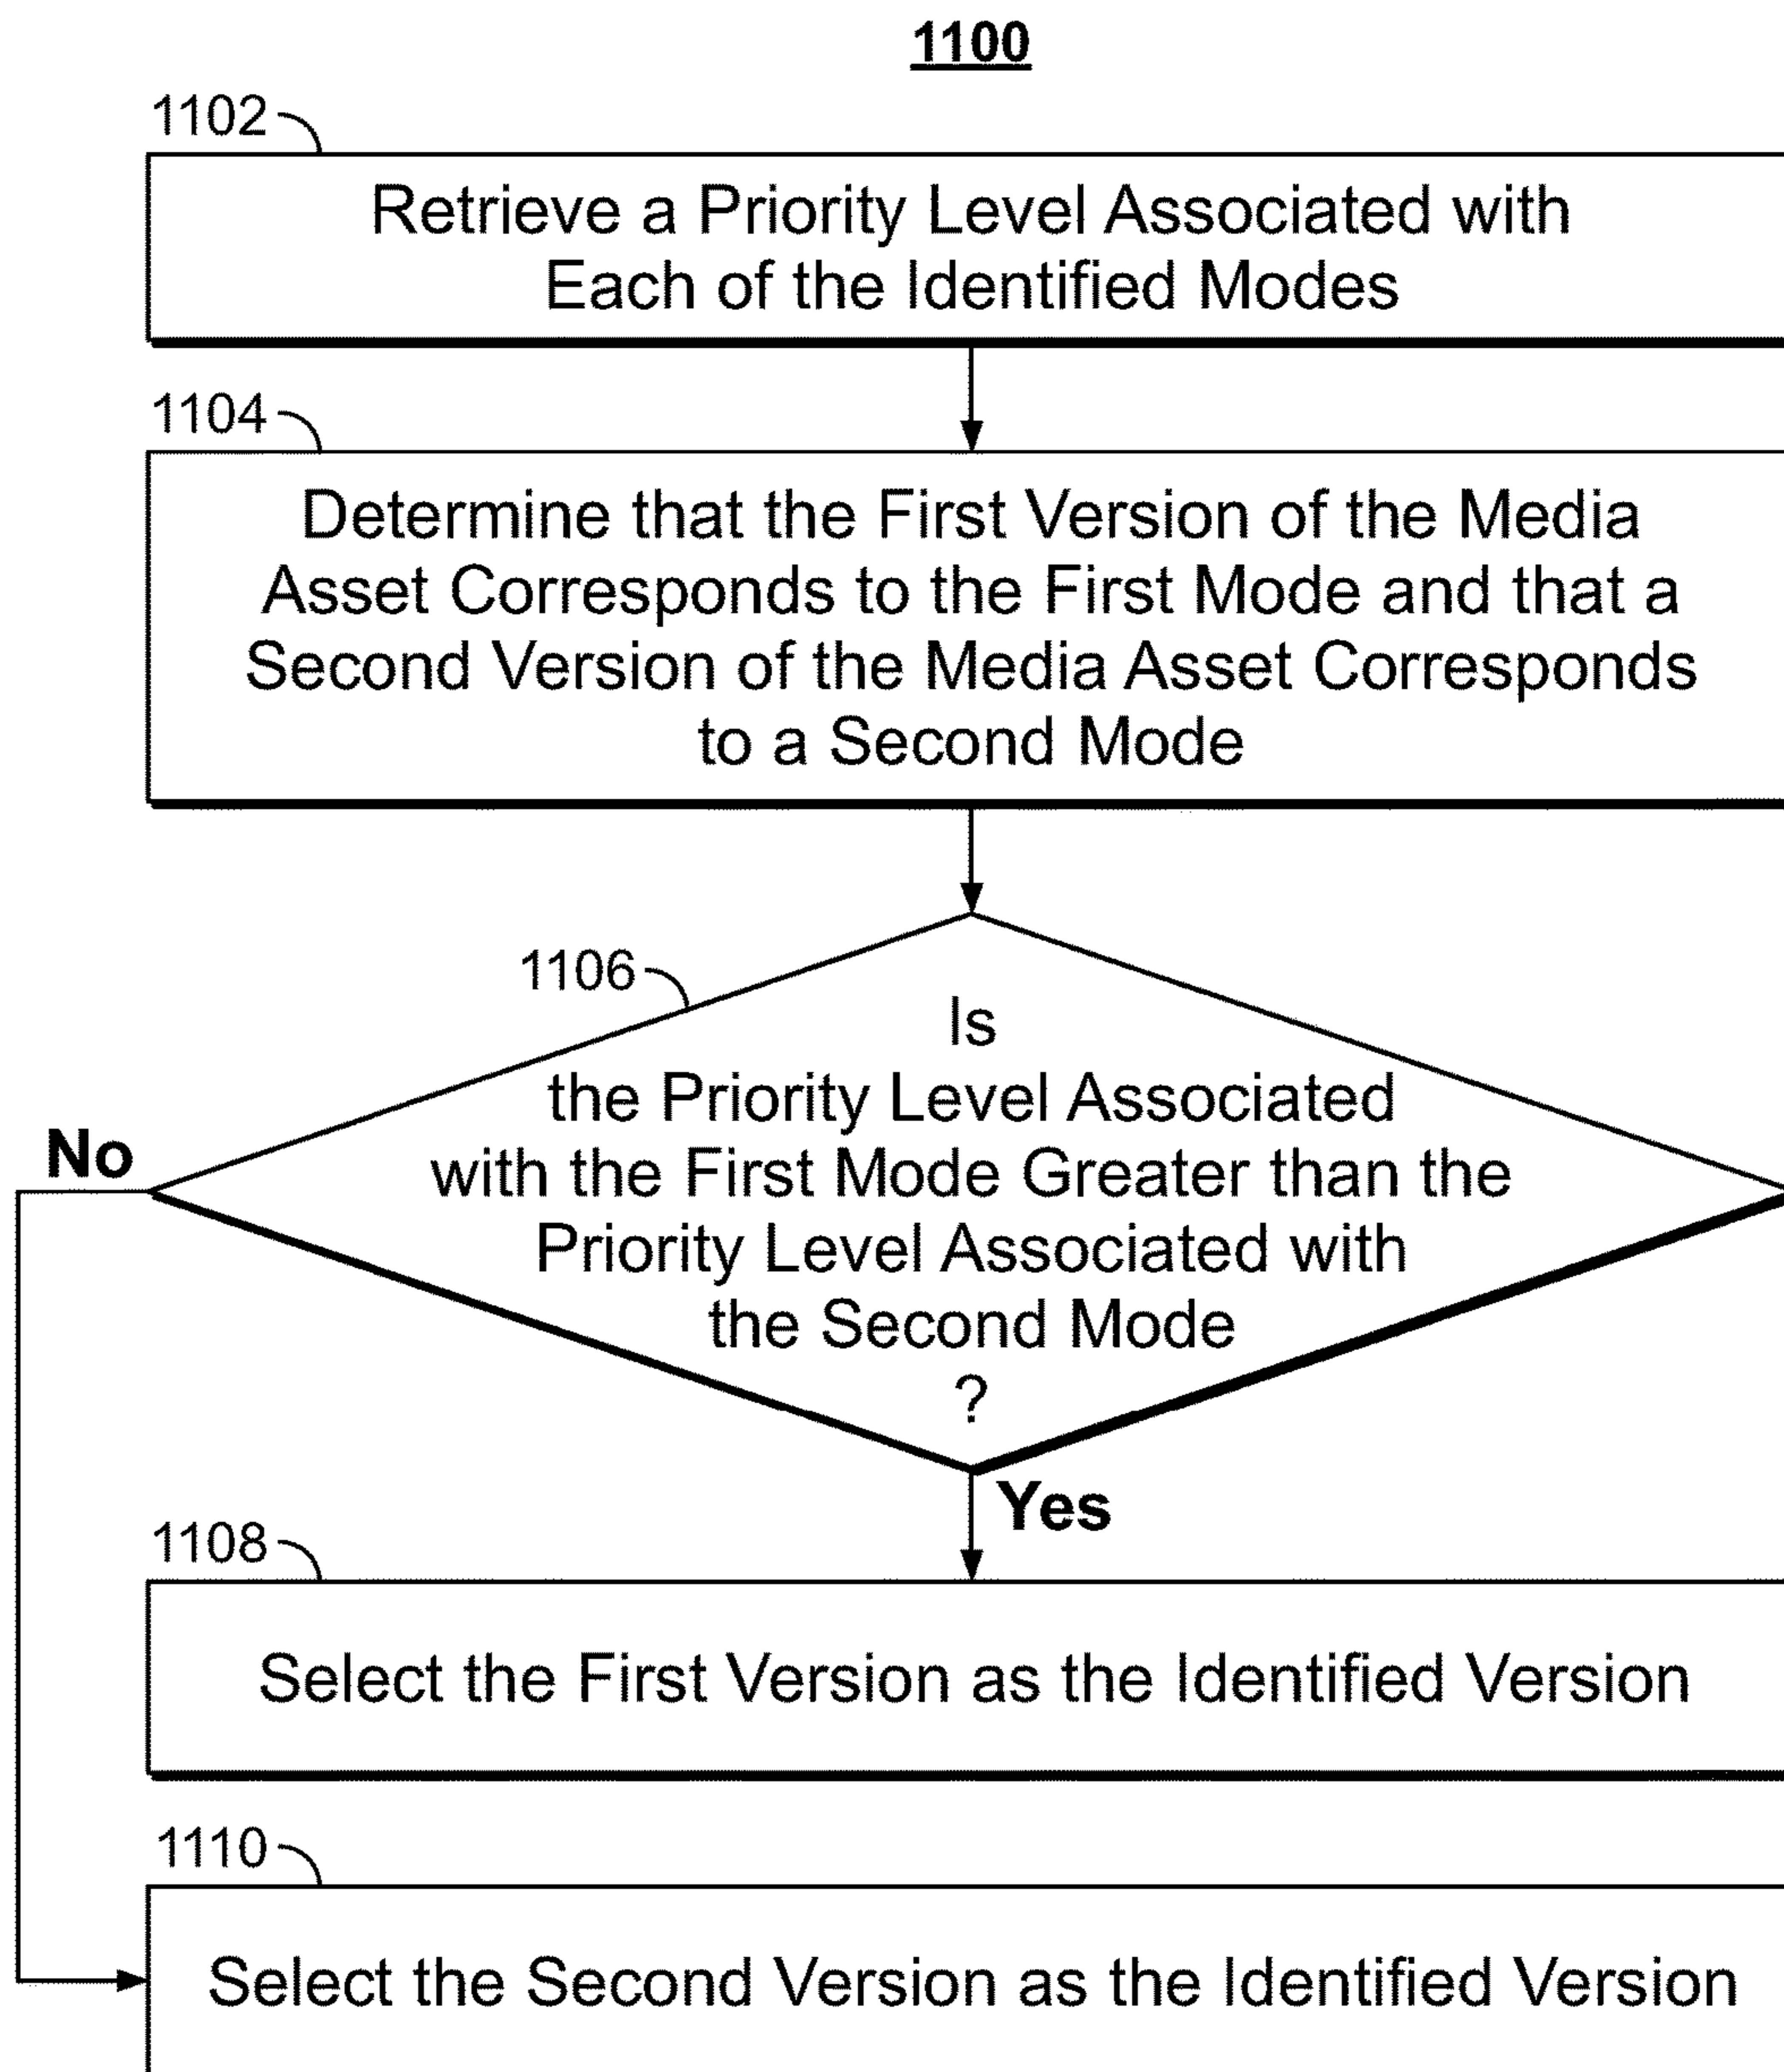 1100
1102
Retrieve a Priority Level Associated with
Each of the Identified Modes
1104
Determine that the First Version of the Media
Asset Corresponds to the First Mode and that a
Second Version of the Media Asset Corresponds
to a Second Mode
1106
Is
the Priority Level Associated
with the First Mode Greater than the
Priority Level Associated with
the Second Mode
?
No
Yes
1108
Select the First Version as the Identified Version
1110
Select the Second Version as the Identified Version